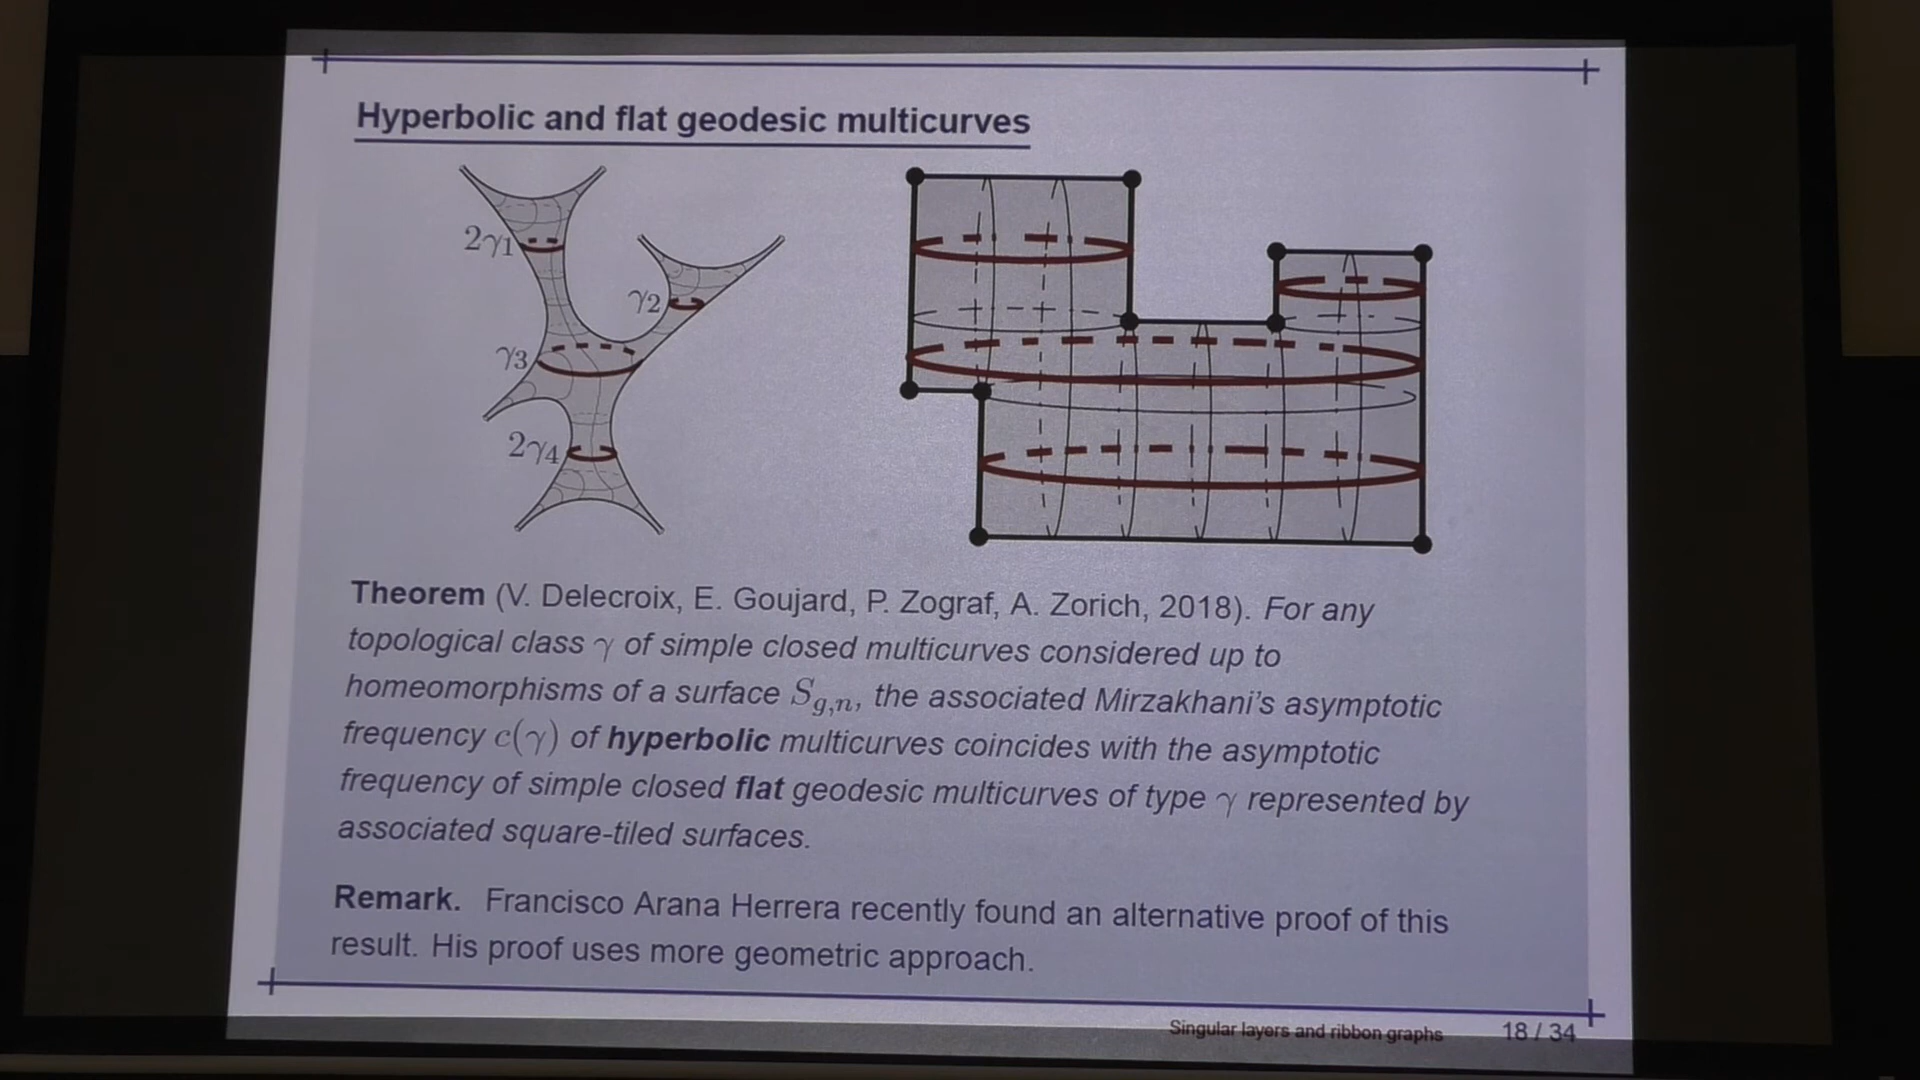 Hyperbolic and flat geodesic multicurves
2γ₁
γ₂
γ₃
2γ₄
Theorem (V. Delecroix, E. Goujard, P. Zograf, A. Zorich, 2018). For any
topological class γ of simple closed multicurves considered up to
homeomorphisms of a surface S_{g,n}, the associated Mirzakhani's asymptotic
frequency c(γ) of hyperbolic multicurves coincides with the asymptotic
frequency of simple closed flat geodesic multicurves of type γ represented by
associated square-tiled surfaces.
Remark. Francisco Arana Herrera recently found an alternative proof of this
result. His proof uses more geometric approach.
Singular layers and ribbon graphs 18 / 34